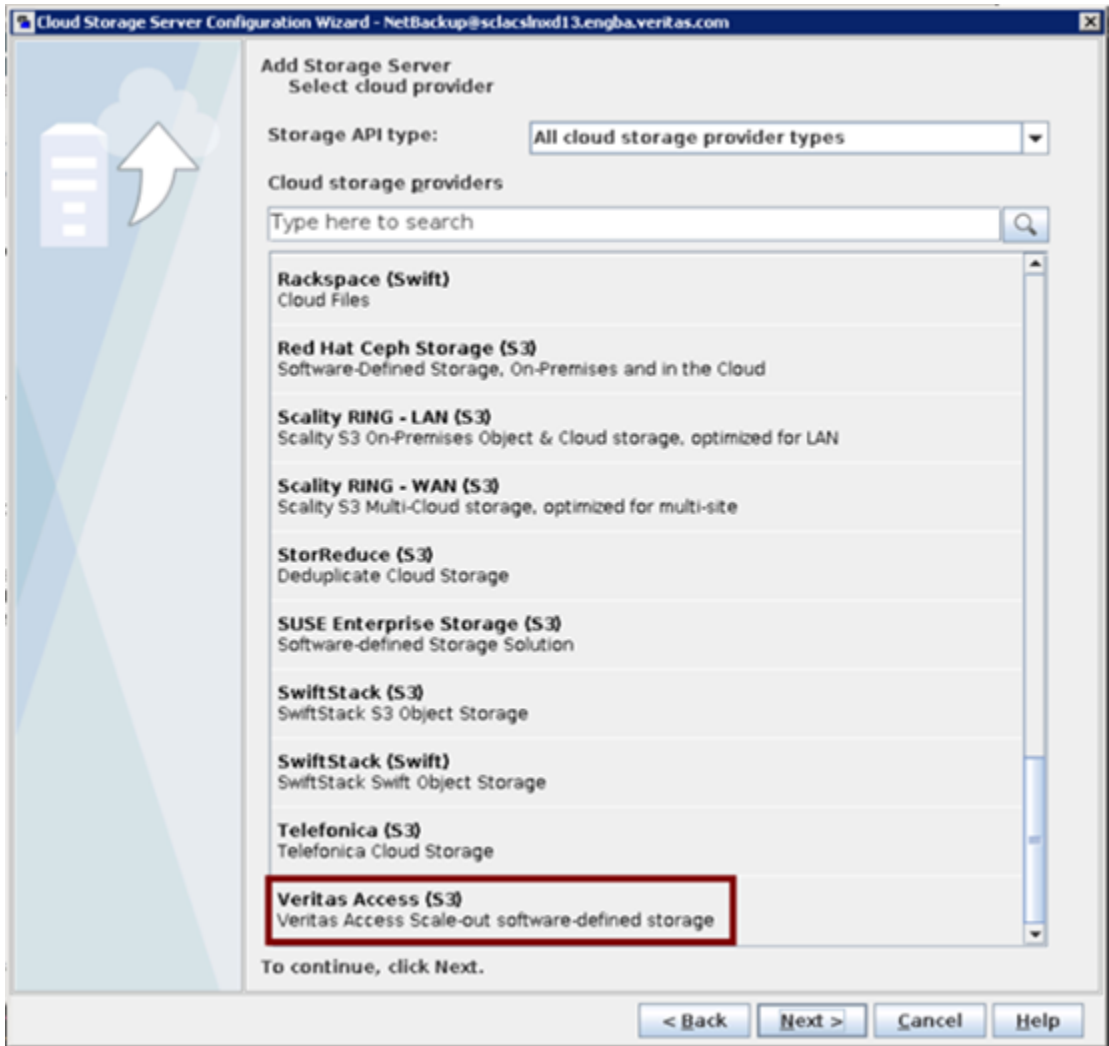 Cloud Storage Server Configuration Wizard - NetBackup@sclacslnxd13.engba.veritas.com
Add Storage Server
Select cloud provider
Storage API type:
All cloud storage provider types
Cloud storage providers
Type here to search
Rackspace (Swift)
Cloud Files
Red Hat Ceph Storage (S3)
Software-Defined Storage, On-Premises and in the Cloud
Scality RING - LAN (S3)
Scality S3 On-Premises Object & Cloud storage, optimized for LAN
Scality RING - WAN (S3)
Scality S3 Multi-Cloud storage, optimized for multi-site
StorReduce (S3)
Deduplicate Cloud Storage
SUSE Enterprise Storage (S3)
Software-defined Storage Solution
SwiftStack (S3)
SwiftStack S3 Object Storage
SwiftStack (Swift)
SwiftStack Swift Object Storage
Telefonica (S3)
Telefonica Cloud Storage
Veritas Access (S3)
Veritas Access Scale-out software-defined storage
To continue, click Next.
< Back Next > Cancel Help